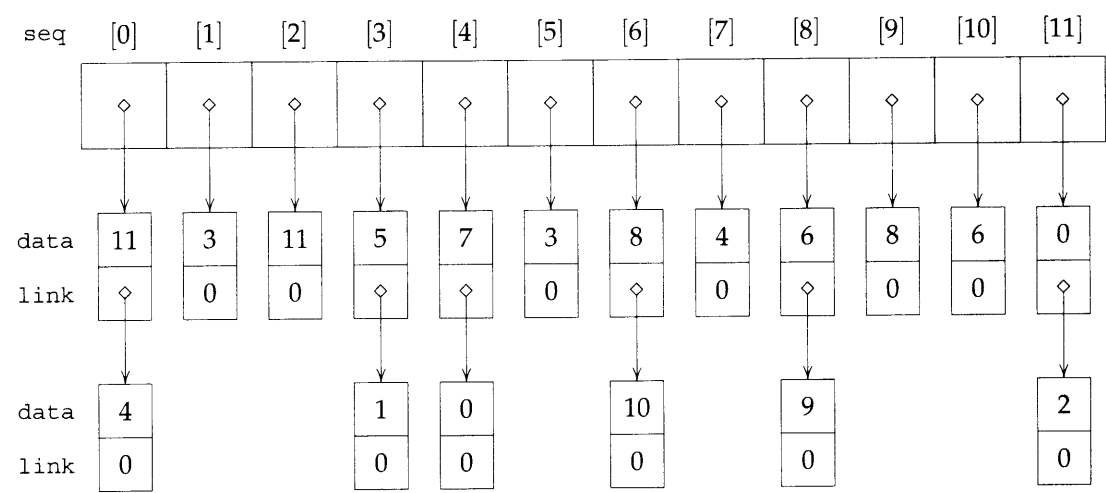 seq [0] [1] [2] [3] [4] [5] [6] [7] [8] [9] [10] [11]
data 11 3 11 5 7 3 8 4 6 8 6 0
link 0 0 0 0 0 0
data 4 1 0 10 9 2
link 0 0 0 0 0 0